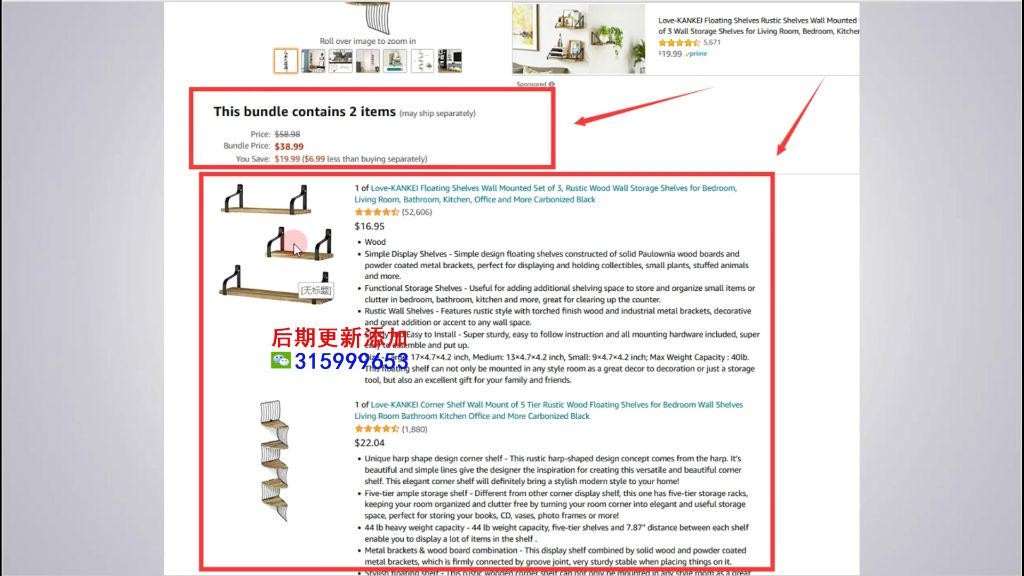 Roll over image to zoom in
Love-KANKEI Floating Shelves Rustic Shelves Wall Mounted
of 3 Wall Storage Shelves for Living Room, Bedroom, Kitchen
5,671
$19.99 prime
Sponsored
This bundle contains 2 items (may ship separately)
Price: $58.98
Bundle Price: $38.99
You Save: $19.99 ($6.99 less than buying separately)
1 of Love-KANKEI Floating Shelves Wall Mounted Set of 3, Rustic Wood Wall Storage Shelves for Bedroom,
Living Room, Bathroom, Kitchen, Office and More Carbonized Black
(52,606)
$16.95
• Wood
• Simple Display Shelves - Simple design floating shelves constructed of solid Paulownia wood boards and
powder coated metal brackets, perfect for displaying and holding collectibles, small plants, stuffed animals
and more.
• Functional Storage Shelves - Useful for adding additional shelving space to store and organize small items or
clutter in bedroom, bathroom, kitchen and more, great for clearing up the counter.
• Rustic Wall Shelves - Features rustic style with torched finish wood and industrial metal brackets, decorative
and great addition or accent to any wall space.
Easy to Install - Super sturdy, easy to follow instruction and all mounting hardware included, super
easy to assemble and put up.
17×4.7×4.2 inch, Medium: 13×4.7×4.2 inch, Small: 9×4.7×4.2 inch; Max Weight Capacity : 40lb.
This floating shelf can not only be mounted in any style room as a great decor to decoration or just a storage
tool, but also an excellent gift for your family and friends.
[无标题]
后期更新添加
315999653
1 of Love-KANKEI Corner Shelf Wall Mount of 5 Tier Rustic Wood Floating Shelves for Bedroom Wall Shelves
Living Room Bathroom Kitchen Office and More Carbonized Black
(1,880)
$22.04
• Unique harp shape design corner shelf - This rustic harp-shaped design concept comes from the harp. It's
beautiful and simple lines give the designer the inspiration for creating this versatile and beautiful corner
shelf. This elegant corner shelf will definitely bring a stylish modern style to your home!
• Five-tier ample storage shelf - Different from other corner display shelf, this one has five-tier storage racks,
keeping your room organized and clutter free by turning your room corner into elegant and useful storage
space, perfect for storing your books, CD, vases, photo frames or more!
• 44 lb heavy weight capacity - 44 lb weight capacity, five-tier shelves and 7.87" distance between each shelf
enable you to display a lot of items in the shelf .
• Metal brackets & wood board combination - This display shelf combined by solid wood and powder coated
metal brackets, which is firmly connected by groove joint, very sturdy stable when placing things on it.
• Stylish floating shelf - This rustic wooden corner shelf can not only be mounted in any style room as a great